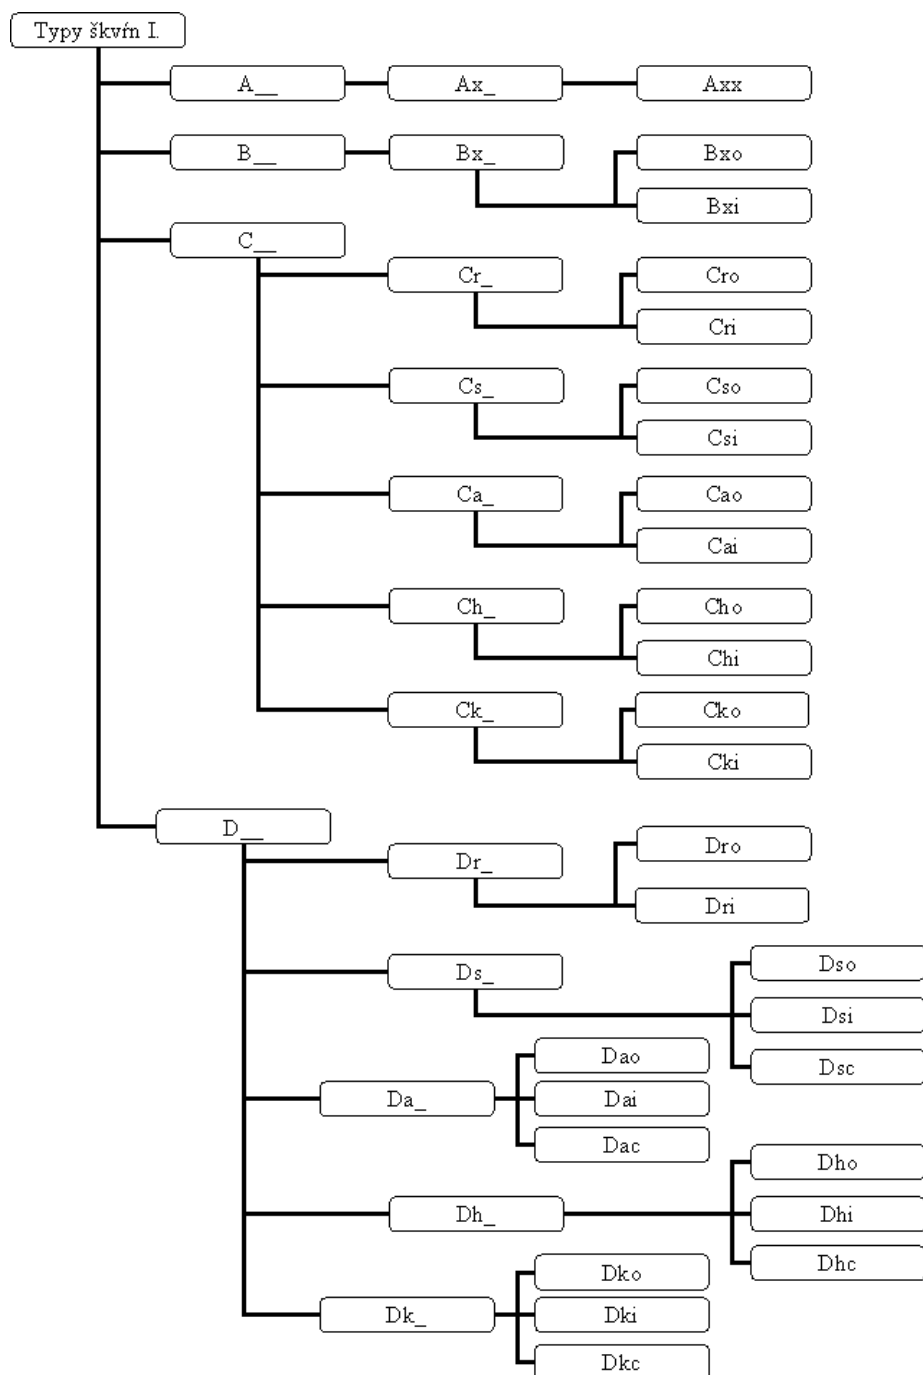 Typy škvŕn I.
A__
Ax_
Axx
B__
Bx_
Bxo
Bxi
C__
Cr_
Cro
Cri
Cs_
Cso
Csi
Ca_
Cao
Cai
Ch_
Cho
Chi
Ck_
Cko
Cki
D__
Dr_
Dro
Dri
Ds_
Dso
Dsi
Dsc
Da_
Dao
Dai
Dac
Dh_
Dho
Dhi
Dhc
Dk_
Dko
Dki
Dkc